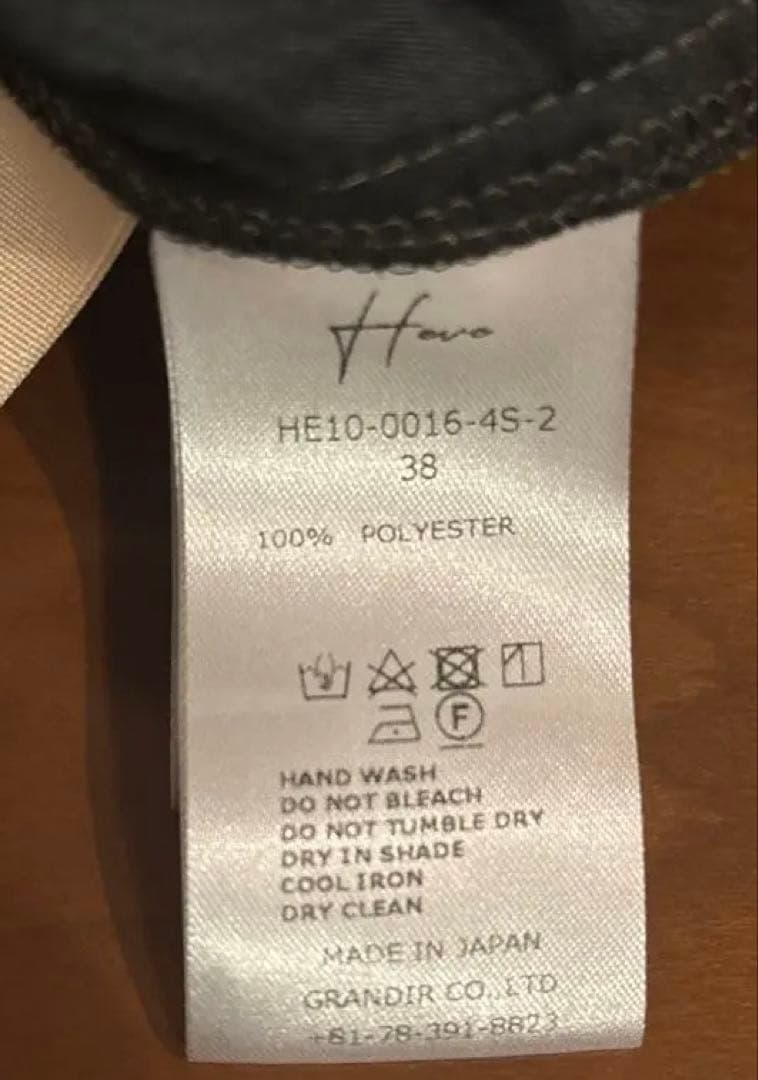 Hevo
HE10-0016-4S-2
38
100% POLYESTER
F
HAND WASH
DO NOT BLEACH
DO NOT TUMBLE DRY
DRY IN SHADE
COOL IRON
DRY CLEAN
MADE IN JAPAN
GRANDIR CO.,LTD
+81-78-391-8823